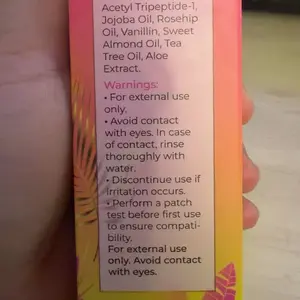 Acetyl Tripeptide-1,
Jojoba Oil, Rosehip
Oil, Vanillin, Sweet
Almond Oil, Tea
Tree Oil, Aloe
Extract.
Warnings:
• For external use
only.
• Avoid contact
with eyes. In case
of contact, rinse
thoroughly with
water.
• Discontinue use if
irritation occurs.
• Perform a patch
test before first use
to ensure compati-
bility.
For external use
only. Avoid contact
with eyes.